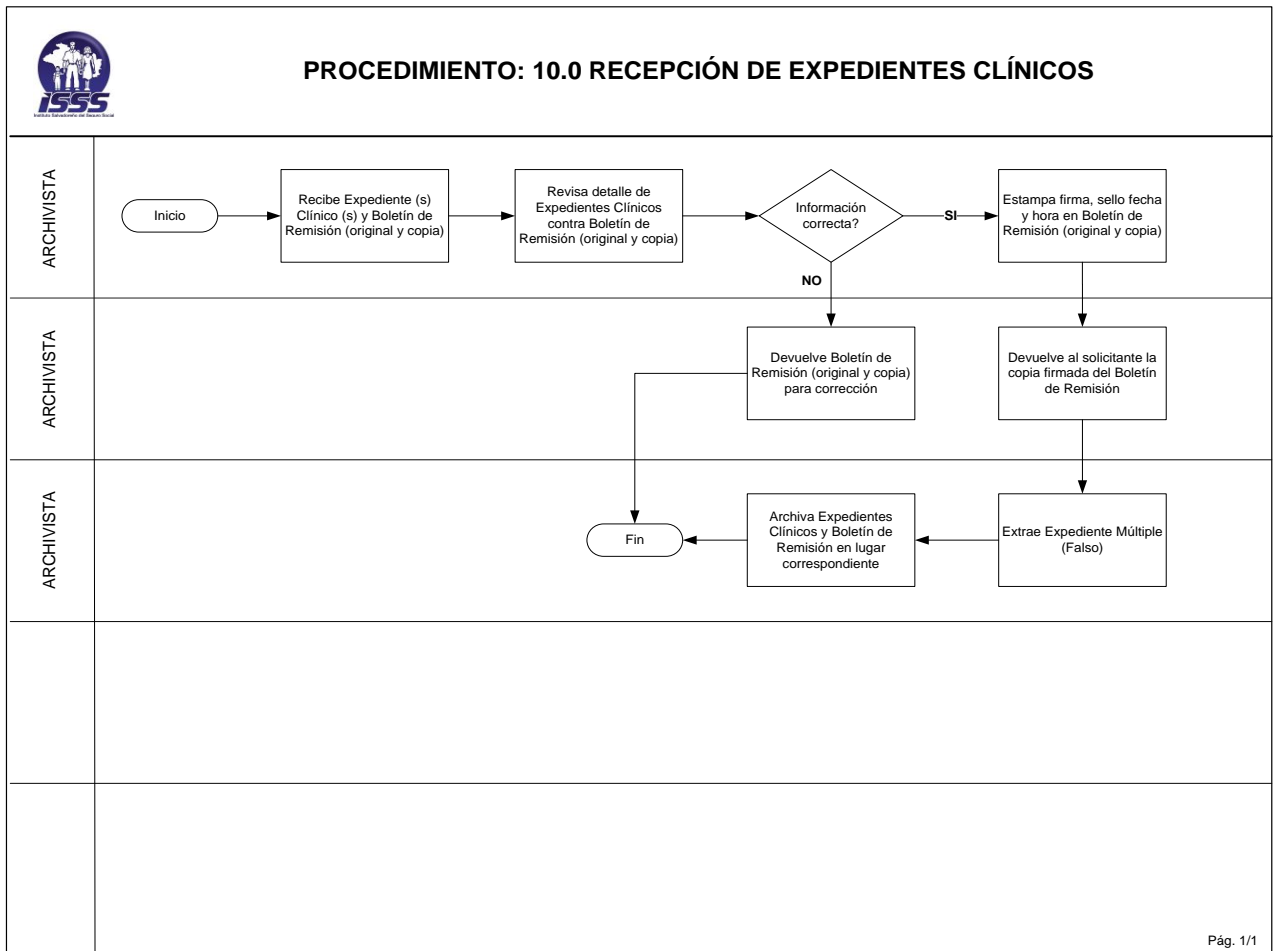 PROCEDIMIENTO: 10.0 RECEPCIÓN DE EXPEDIENTES CLÍNICOS
ISSS
Instituto Salvadoreño del Seguro Social
ARCHIVISTA
Inicio
Recibe Expediente (s)
Clínico (s) y Boletín de
Remisión (original y copia)
Revisa detalle de
Expedientes Clínicos
contra Boletín de
Remisión (original y copia)
Información
correcta?
SI
Estampa firma, sello fecha
y hora en Boletín de
Remisión (original y copia)
NO
ARCHIVISTA
Devuelve Boletín de
Remisión (original y copia)
para corrección
Devuelve al solicitante la
copia firmada del Boletín
de Remisión
ARCHIVISTA
Fin
Archiva Expedientes
Clínicos y Boletín de
Remisión en lugar
correspondiente
Extrae Expediente Múltiple
(Falso)
Pág. 1/1